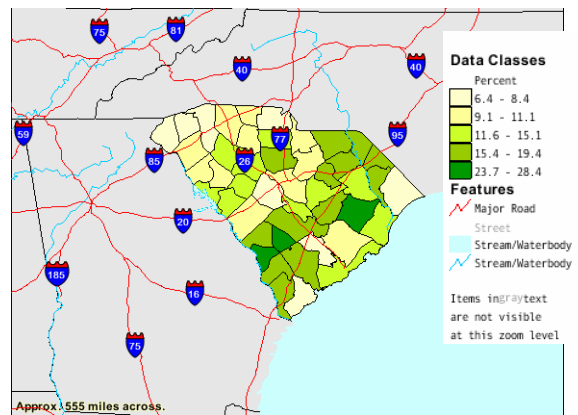 75
81
40
40
59
77
95
85
26
20
185
16
75
Approx. 555 miles across.
Data Classes
Percent
6.4 - 8.4
9.1 - 11.1
11.6 - 15.1
15.4 - 19.4
23.7 - 28.4
Features
Major Road
Street
Stream/Waterbody
Stream/Waterbody
Items in gray text
are not visible
at this zoom level